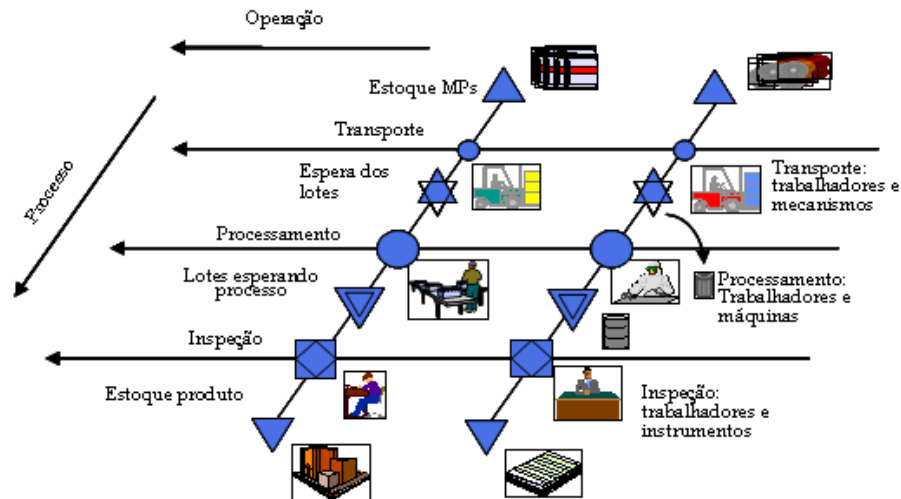 Operação
Estoque MPs
Transporte
Espera dos
lotes
Transporte:
trabalhadores e
mecanismos
Processo
Processamento
Lotes esperando
processo
Processamento:
Trabalhadores e
máquinas
Inspeção
Estoque produto
Inspeção:
trabalhadores e
instrumentos